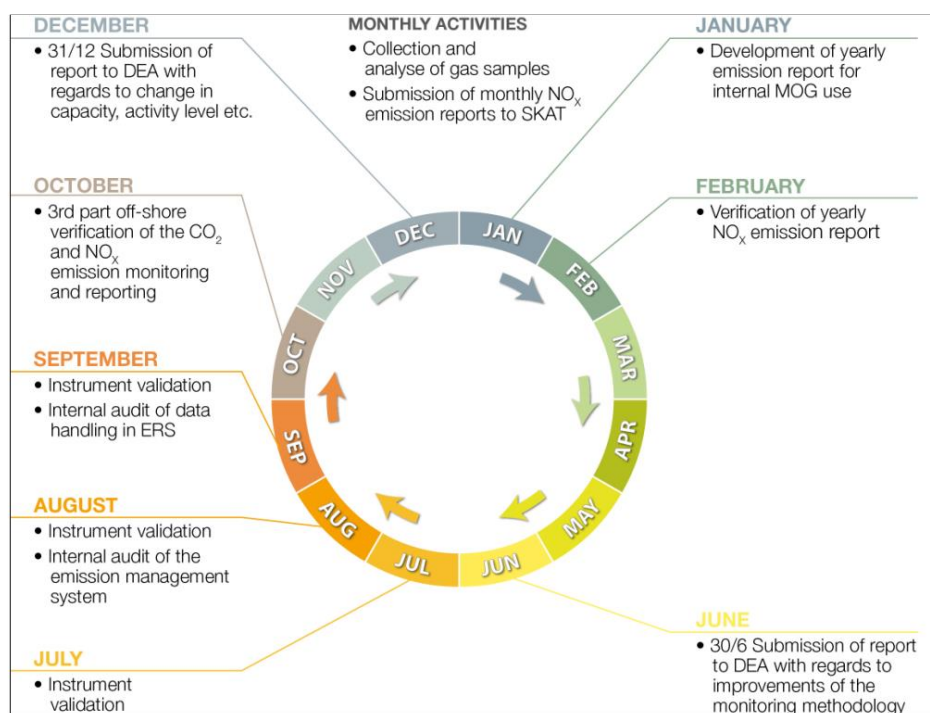 DECEMBER
• 31/12 Submission of
report to DEA with
regards to change in
capacity, activity level etc.
MONTHLY ACTIVITIES
• Collection and
analyse of gas samples
• Submission of monthly NOₓ
emission reports to SKAT
JANUARY
• Development of yearly
emission report for
internal MOG use
OCTOBER
• 3rd part off-shore
verification of the CO₂
and NOₓ
emission monitoring
and reporting
FEBRUARY
• Verification of yearly
NOₓ emission report
SEPTEMBER
• Instrument validation
• Internal audit of data
handling in ERS
AUGUST
• Instrument validation
• Internal audit of the
emission management
system
JULY
• Instrument
validation
JUNE
• 30/6 Submission of report
to DEA with regards to
improvements of the
monitoring methodology
JAN
FEB
MAR
APR
MAY
JUN
JUL
AUG
SEP
OCT
NOV
DEC